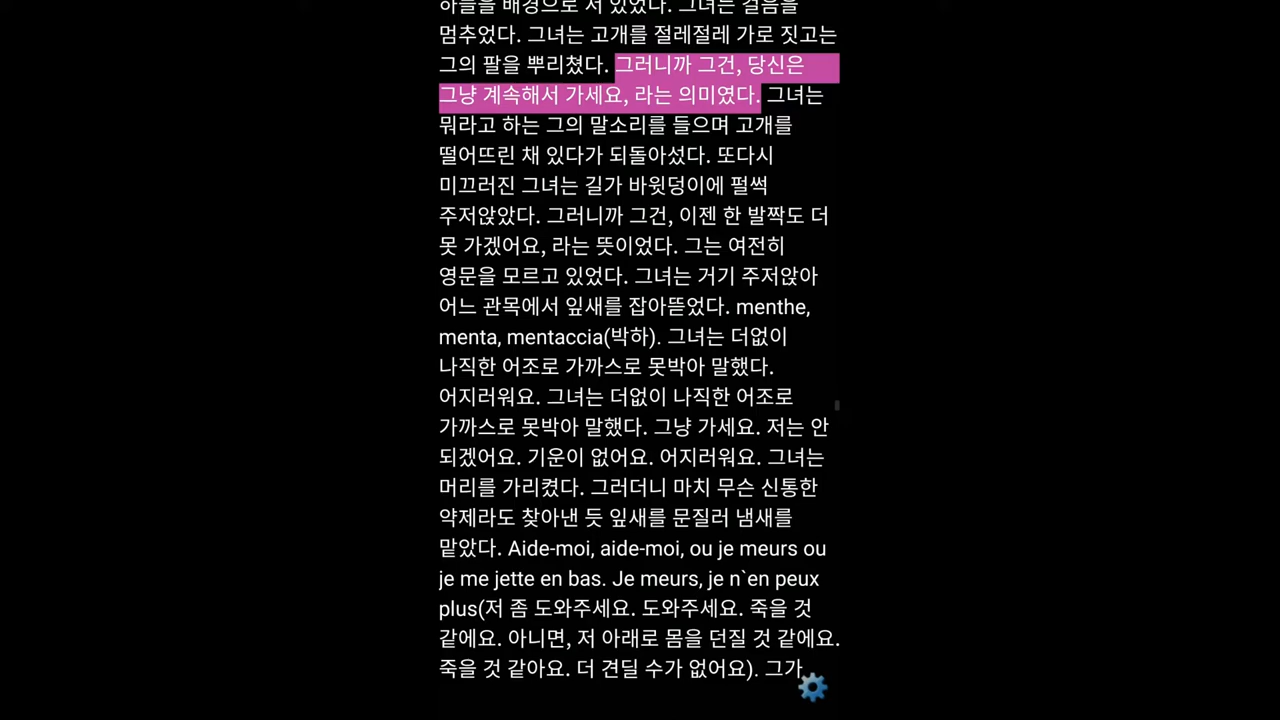 하늘을 배경으로 서 있었다. 그녀는 걸음을
멈추었다. 그녀는 고개를 절레절레 가로 짓고는
그의 팔을 뿌리쳤다. 그러니까 그건, 당신은
그냥 계속해서 가세요, 라는 의미였다. 그녀는
뭐라고 하는 그의 말소리를 들으며 고개를
떨어뜨린 채 있다가 되돌아섰다. 또다시
미끄러진 그녀는 길가 바윗덩이에 펄썩
주저앉았다. 그러니까 그건, 이젠 한 발짝도 더
못 가겠어요, 라는 뜻이었다. 그는 여전히
영문을 모르고 있었다. 그녀는 거기 주저앉아
어느 관목에서 잎새를 잡아뜯었다. menthe,
menta, mentaccia(박하). 그녀는 더없이
나직한 어조로 가까스로 못박아 말했다.
어지러워요. 그녀는 더없이 나직한 어조로
가까스로 못박아 말했다. 그냥 가세요. 저는 안
되겠어요. 기운이 없어요. 어지러워요. 그녀는
머리를 가리켰다. 그러더니 마치 무슨 신통한
약제라도 찾아낸 듯 잎새를 문질러 냄새를
맡았다. Aide-moi, aide-moi, ou je meurs ou
je me jette en bas. Je meurs, je n`en peux
plus(저 좀 도와주세요. 도와주세요. 죽을 것
같에요. 아니면, 저 아래로 몸을 던질 것 같에요.
죽을 것 같아요. 더 견딜 수가 없어요). 그가